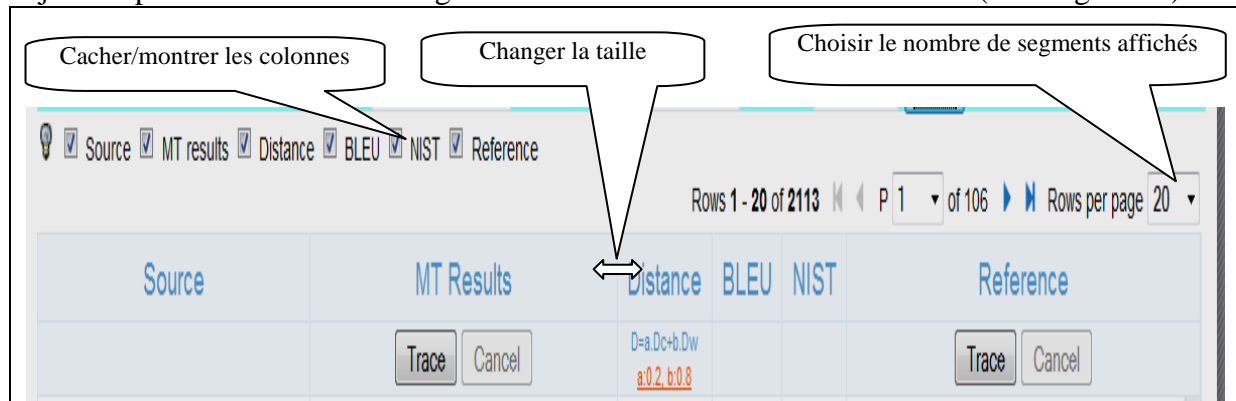 Cacher/montrer les colonnes
Changer la taille
Choisir le nombre de segments affichés
Source MT results Distance BLEU NIST Reference
Rows 1 - 20 of 2113 P 1 of 106 Rows per page 20
Source MT Results Distance BLEU NIST Reference
Trace Cancel D=a.Dc+b.Dw Trace Cancel
a:0.2, b:0.8